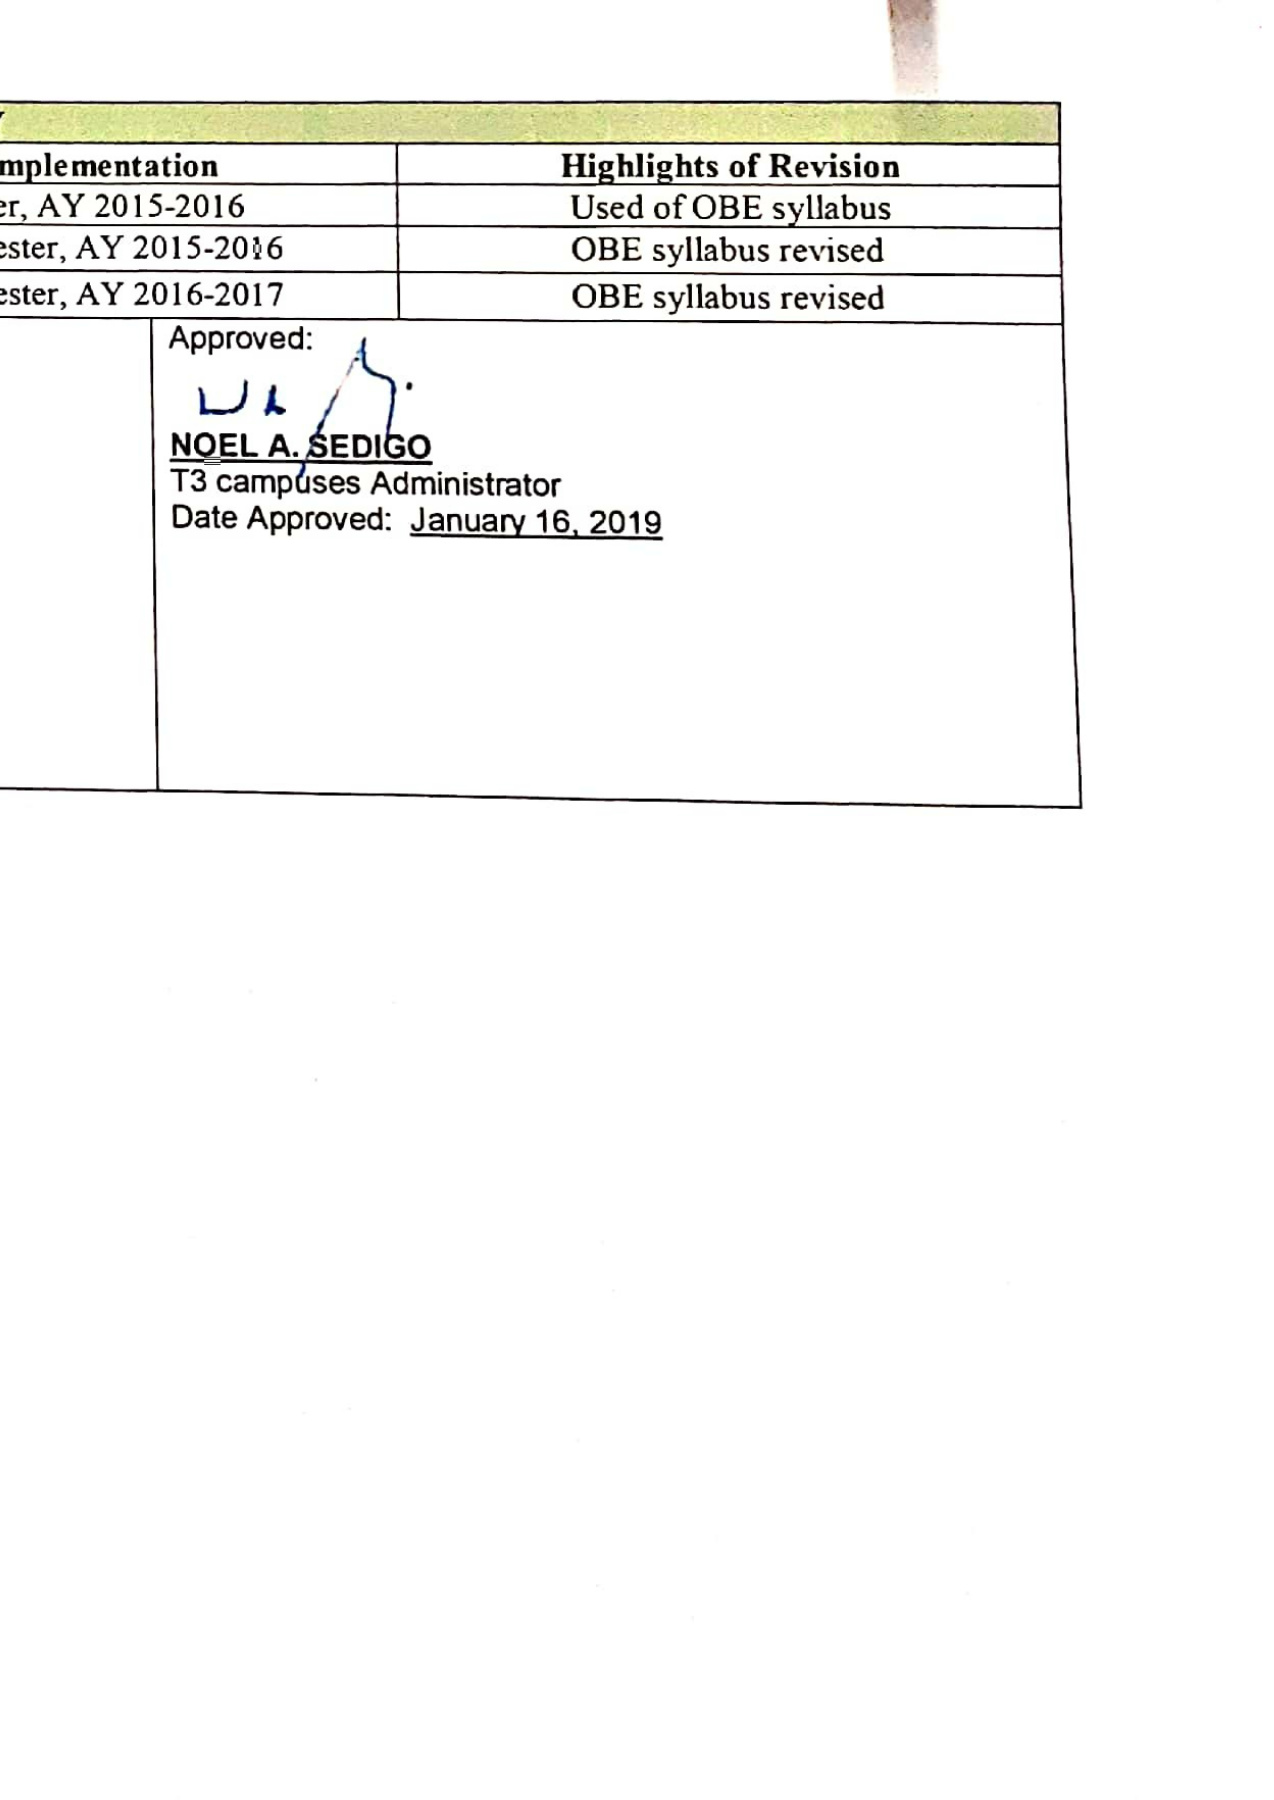 mplementation Highlights of Revision
er, AY 2015-2016 Used of OBE syllabus
ester, AY 2015-2016 OBE syllabus revised
ester, AY 2016-2017 OBE syllabus revised
Approved:
NOEL A. SEDIGO
T3 campuses Administrator
Date Approved: January 16, 2019